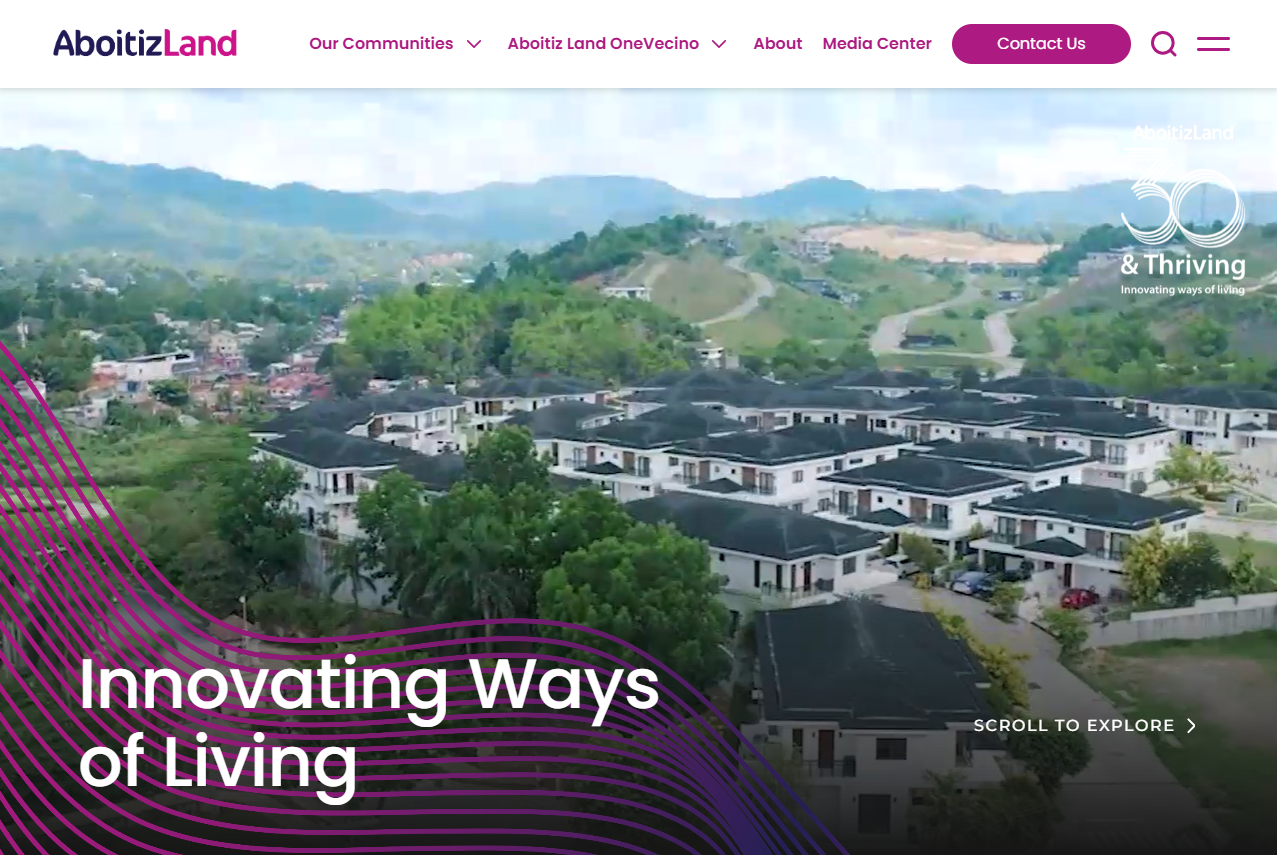 AboitizLand
Our Communities
Aboitiz Land OneVecino
About
Media Center
Contact Us
AboitizLand
30
& Thriving
Innovating ways of living
Innovating Ways
of Living
SCROLL TO EXPLORE